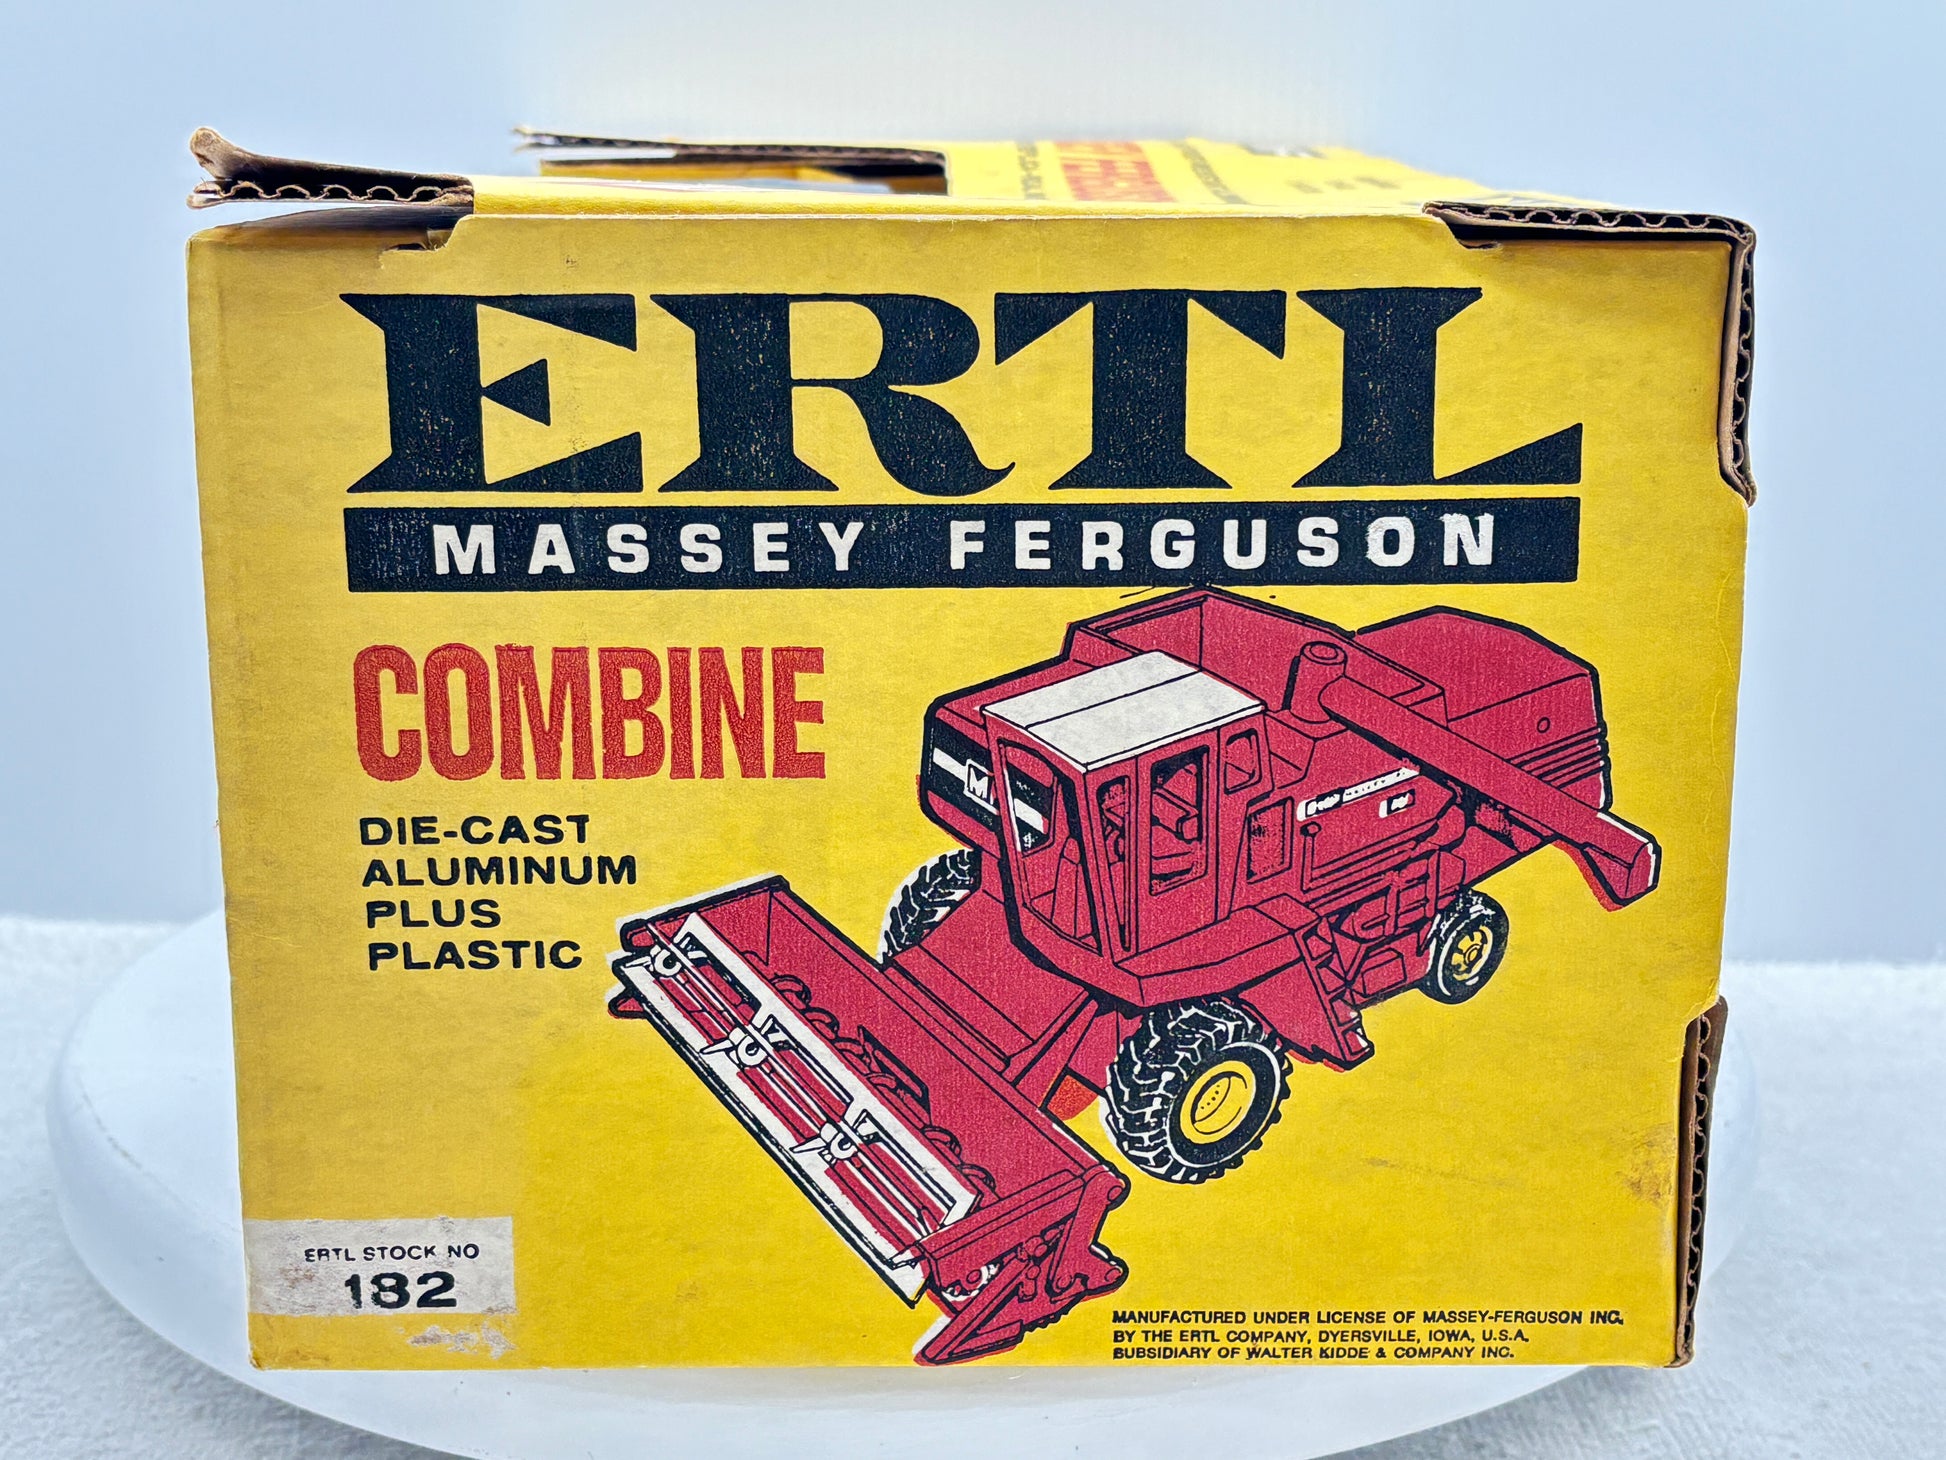 ERTL
MASSEY FERGUSON
COMBINE
DIE-CAST
ALUMINUM
PLUS
PLASTIC
M
ERTL STOCK NO
182
MANUFACTURED UNDER LICENSE OF MASSEY-FERGUSON INC,
BY THE ERTL COMPANY, DYERSVILLE, IOWA, U.S.A.
SUBSIDIARY OF WALTER KIDDE & COMPANY INC.